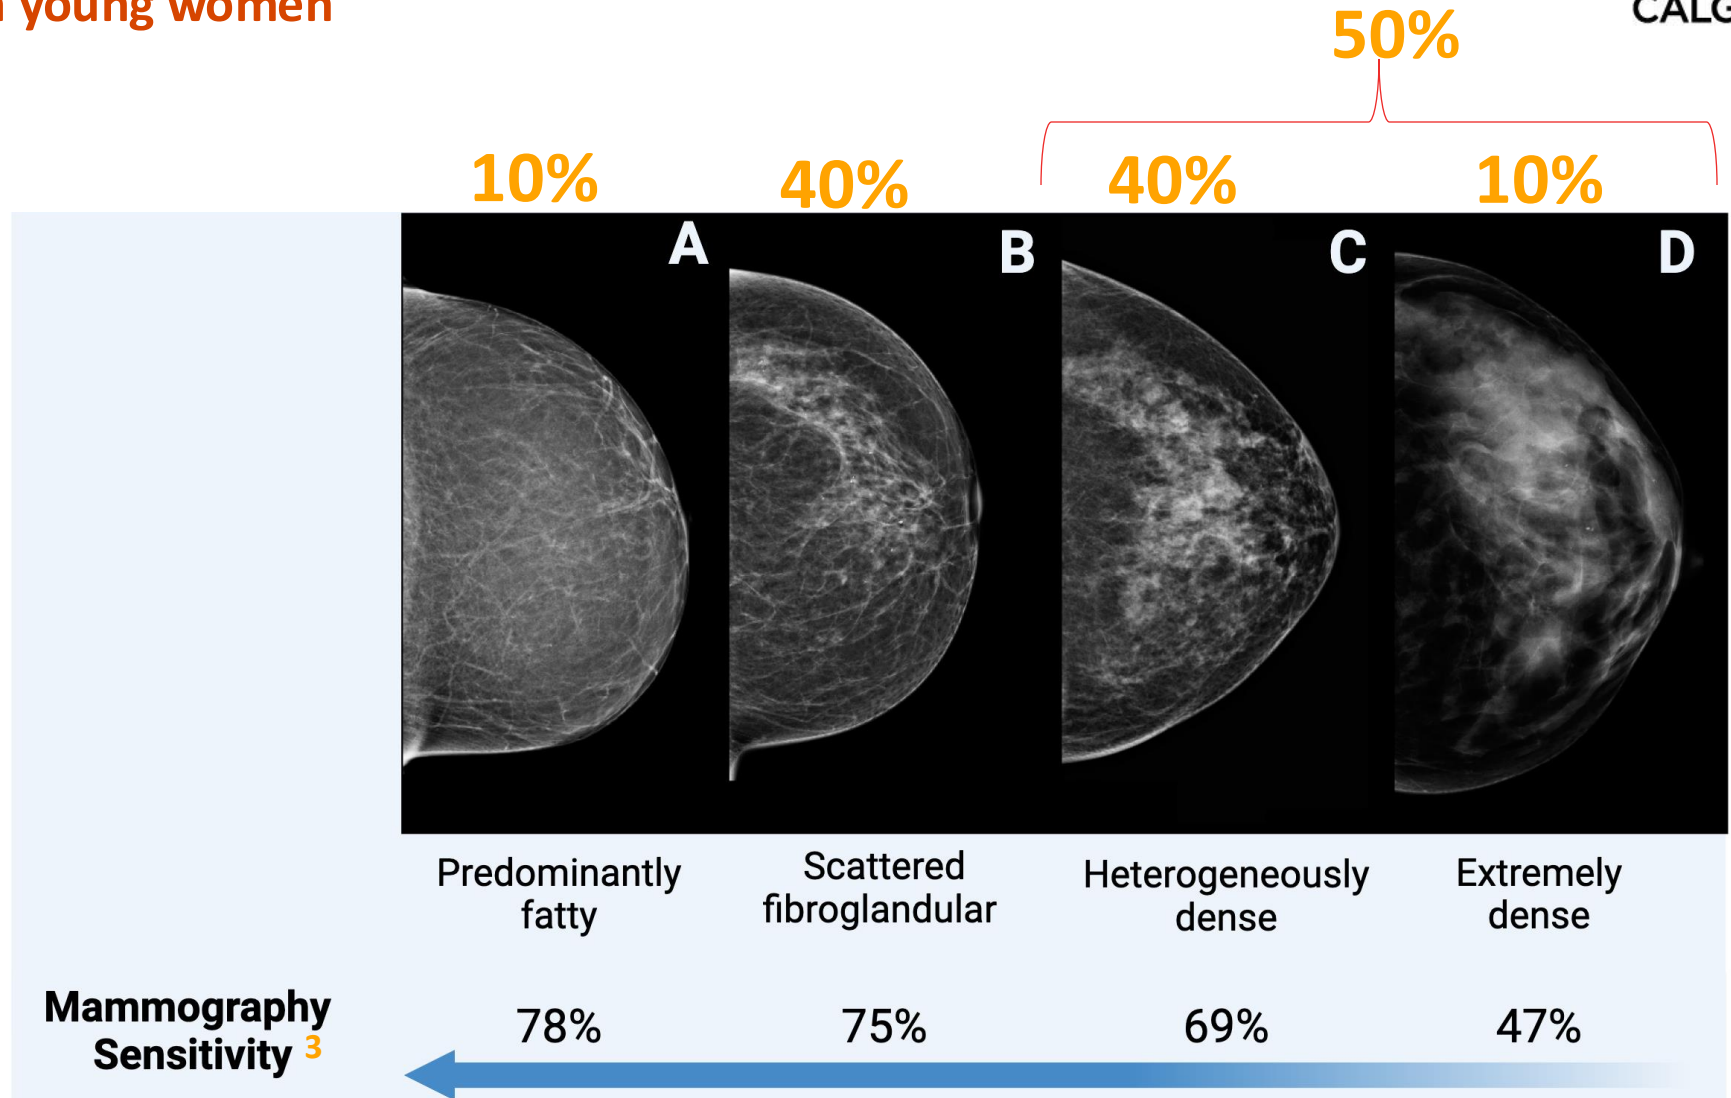 young women
CALG
50%
10%
40%
40%
10%
A
B
C
D
Predominantly
fatty
Scattered
fibroglandular
Heterogeneously
dense
Extremely
dense
Mammography
Sensitivity 3
78%
75%
69%
47%